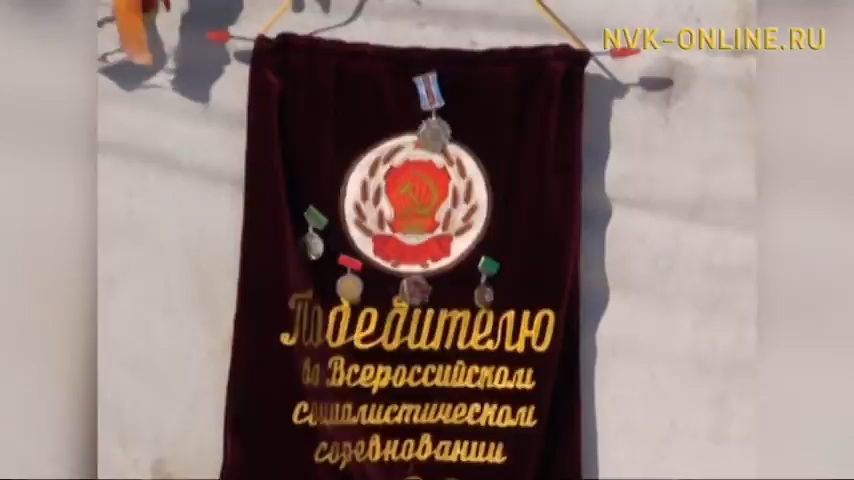 NVK-ONLINE.RU
Победителю
во Всероссийском
социалистическом
соревновании